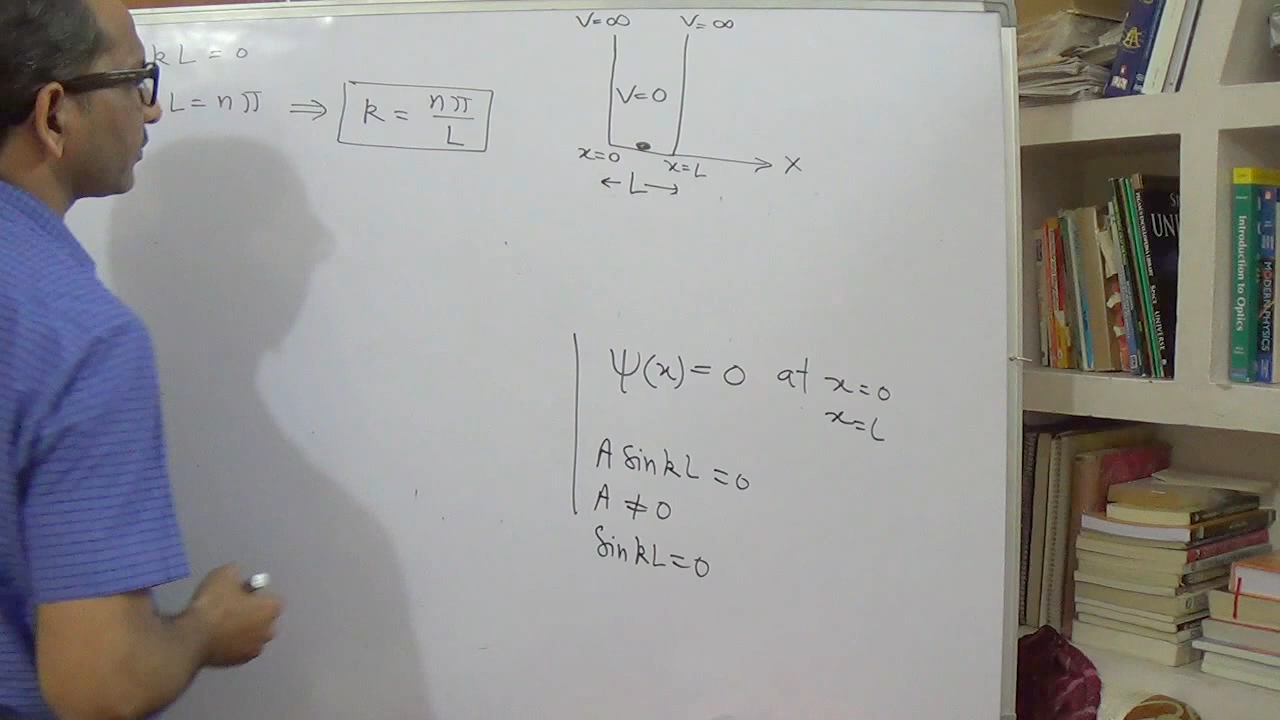 kL = 0
L = nπ ⇒ k = nπ/L
V=∞ V=∞
V=0
x=0 x=L X
←L→
ψ(x) = 0 at x=0
x=L
A sinkL = 0
A ≠ 0
sinkL = 0
Introduction to Optics
MODERN PHYSICS